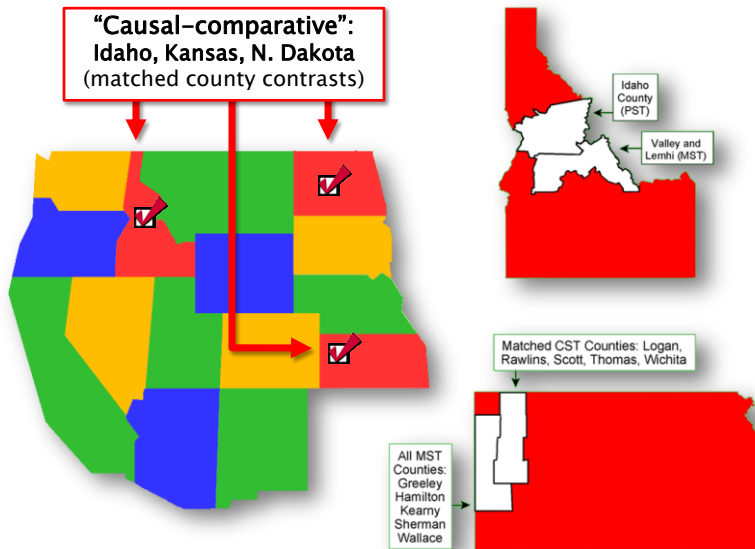 “Causal-comparative”:
Idaho, Kansas, N. Dakota
(matched county contrasts)
Idaho
County
(PST)
Valley and
Lemhi (MST)
Matched CST Counties: Logan,
Rawlins, Scott, Thomas, Wichita
All MST
Counties:
Greeley
Hamilton
Kearny
Sherman
Wallace